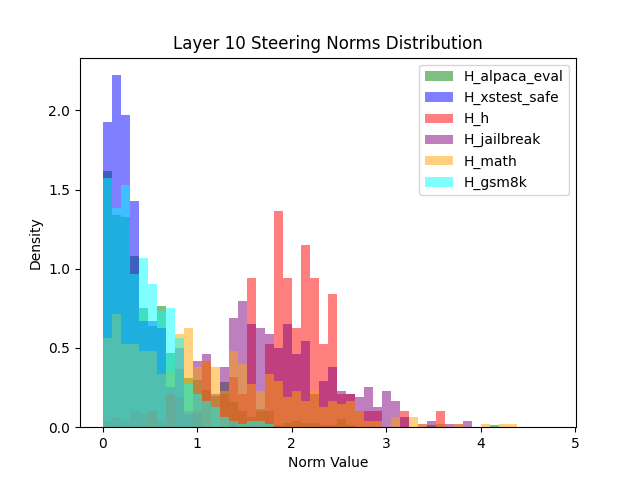 Layer 10 Steering Norms Distribution
H_alpaca_eval
H_xstest_safe
H_h
H_jailbreak
H_math
H_gsm8k
Density
2.0
1.5
1.0
0.5
0.0
0 1 2 3 4 5
Norm Value